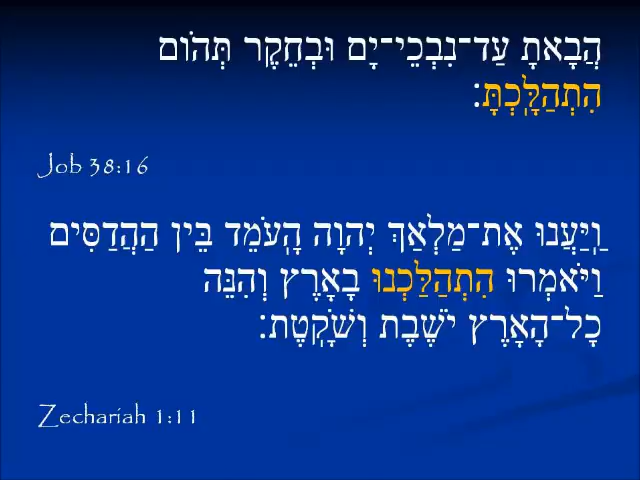 הֲבָאתָ עַד־נִבְכֵי־יָם וּבְחֵקֶר תְּהוֹם
הִתְהַלָּֽכְתָּ׃
Job 38:16
וַֽיַּעֲנוּ אֶת־מַלְאַךְ יְהוָה הָֽעֹמֵד בֵּין הַהֲדַסִּים
וַיֹּאמְרוּ הִתְהַלַּכְנוּ בָאָרֶץ וְהִנֵּה
כָל־הָאָרֶץ יֹשֶׁבֶת וְשֹׁקָֽטֶת׃
Zechariah 1:11